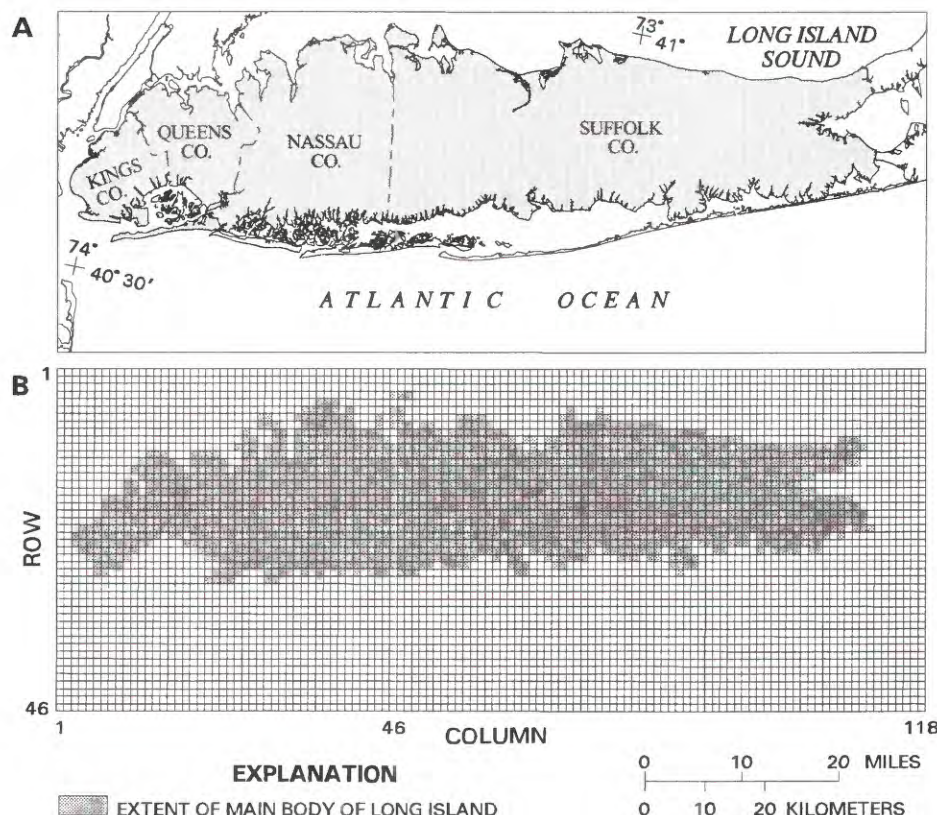 A
73°
41°
LONG ISLAND
SOUND
QUEENS
CO.
NASSAU
CO.
SUFFOLK
CO.
KINGS
CO.
74°
40° 30'
ATLANTIC OCEAN
B
1
ROW
46
1 46 118
COLUMN
EXPLANATION
EXTENT OF MAIN BODY OF LONG ISLAND
0 10 20 MILES
0 10 20 KILOMETERS